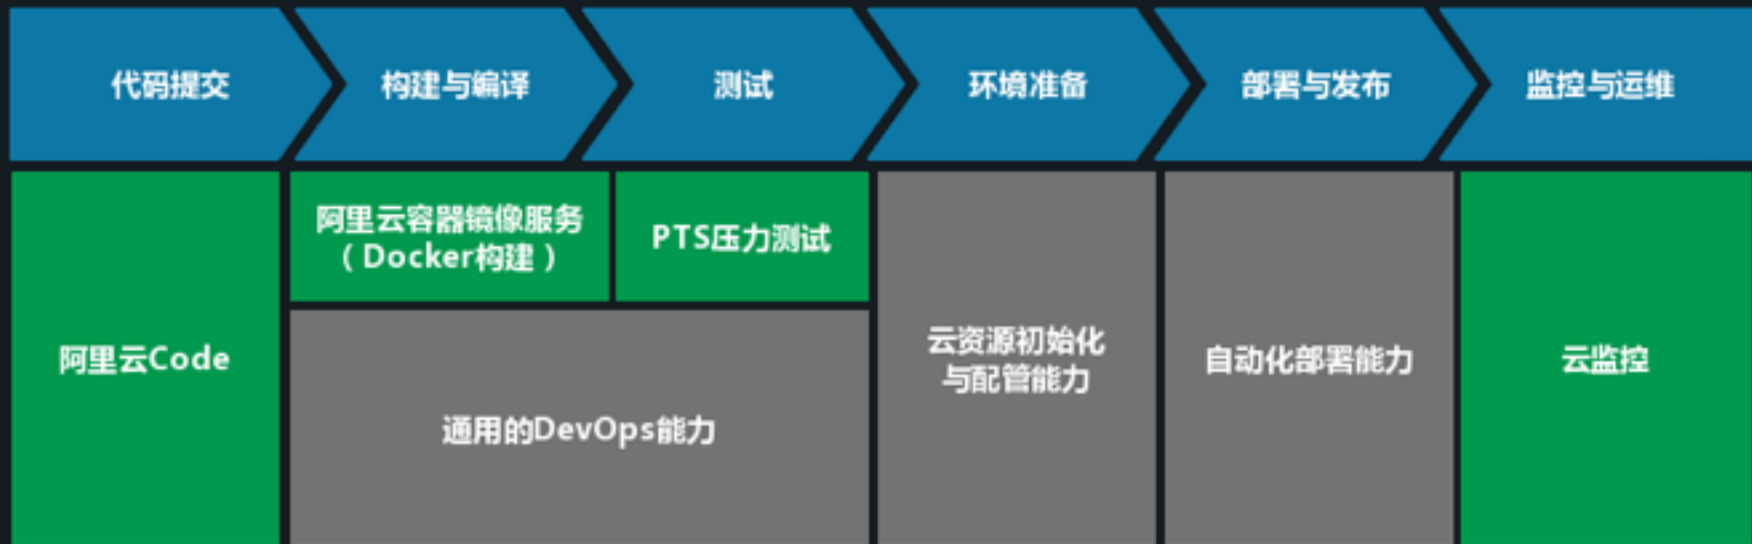 代码提交
构建与编译
测试
环境准备
部署与发布
监控与运维
阿里云Code
阿里云容器镜像服务
（Docker构建）
PTS压力测试
通用的DevOps能力
云资源初始化
与配管能力
自动化部署能力
云监控